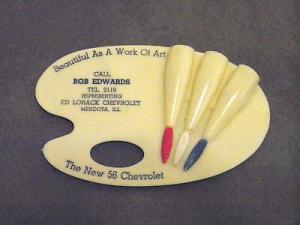 Beautiful As A Work Of Art
CALL
BOB EDWARDS
TEL. 2119
REPRESENTING
ED LORACK CHEVROLET
MENDOTA, ILL.
The New 56 Chevrolet